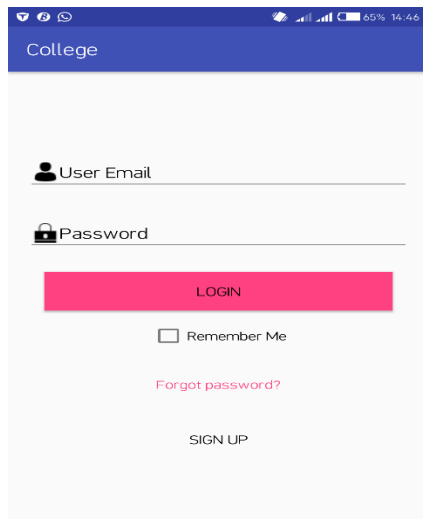 65% 14:46
College
User Email
Password
LOGIN
Remember Me
Forgot password?
SIGN UP